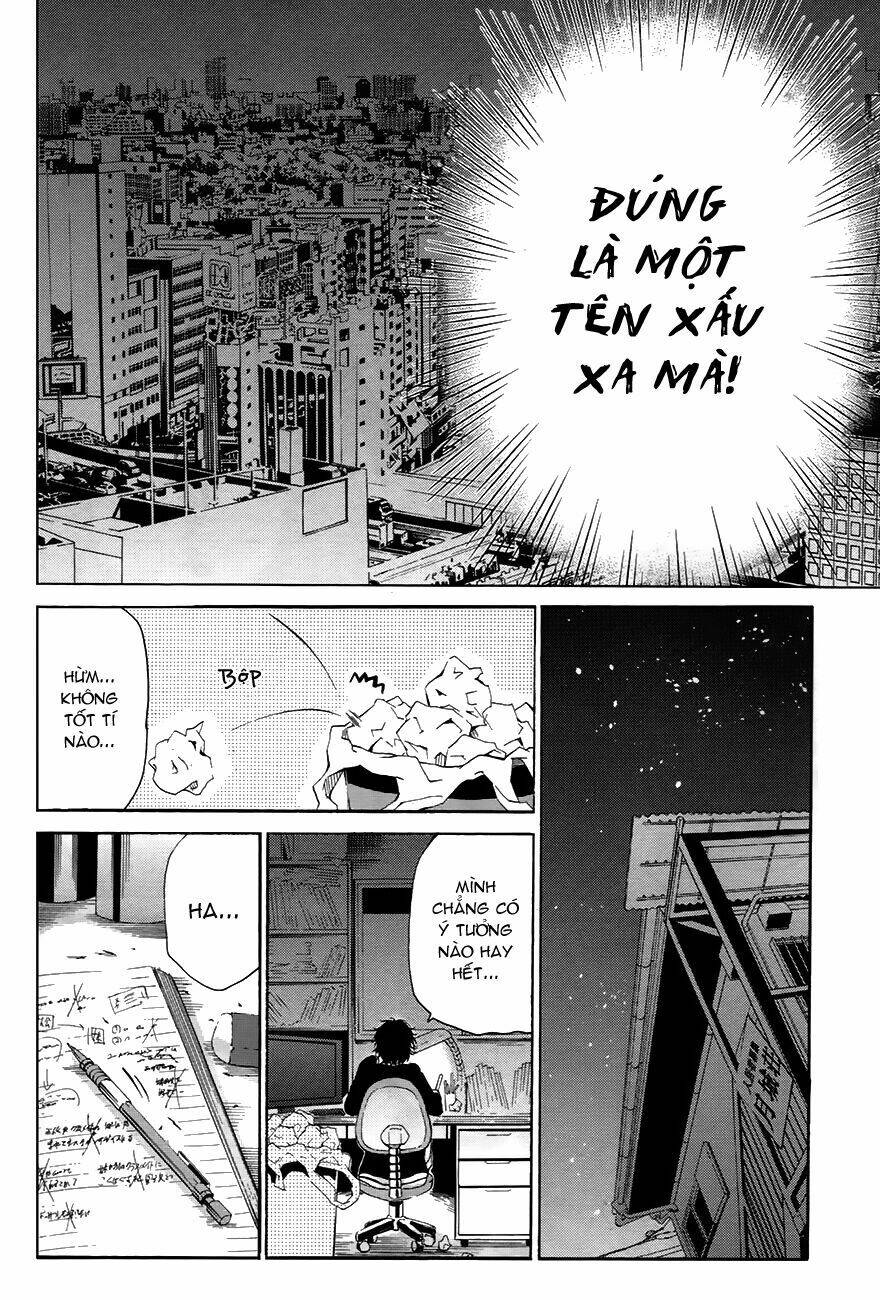 ĐÚNG
LÀ MỘT
TÊN XẤU
XA MÀ!
HỪM...
KHÔNG
TỐT TÍ
NÀO...
BỘP
MÌNH
CHẲNG CÓ
Ý TƯỞNG
NÀO HAY
HẾT...
HA...